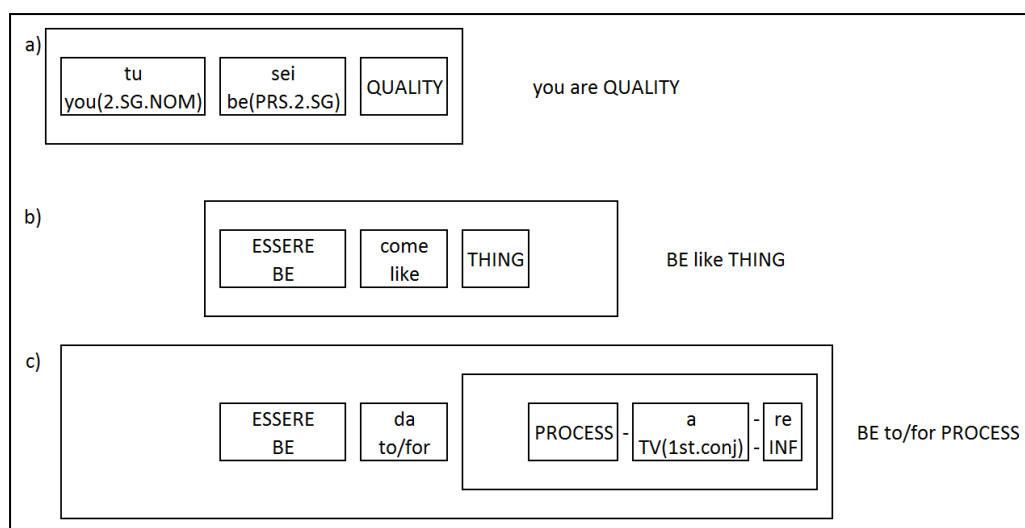 a)
tu sei QUALITY you are QUALITY
you(2.SG.NOM) be(PRS.2.SG)
b)
ESSERE come THING BE like THING
BE like
c)
ESSERE da PROCESS - a - re BE to/for PROCESS
BE to/for TV(1st.conj) - INF